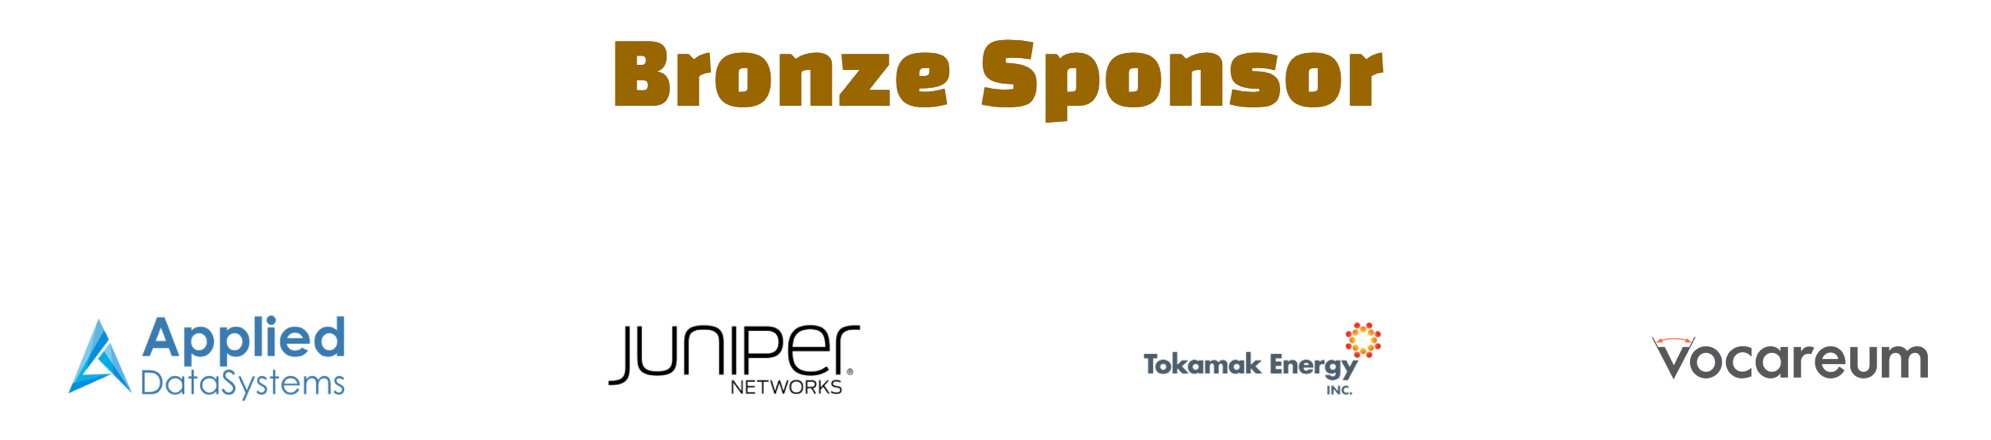 Bronze Sponsor
Applied
DataSystems
JUNIPER
NETWORKS
Tokamak Energy
INC.
Vocareum